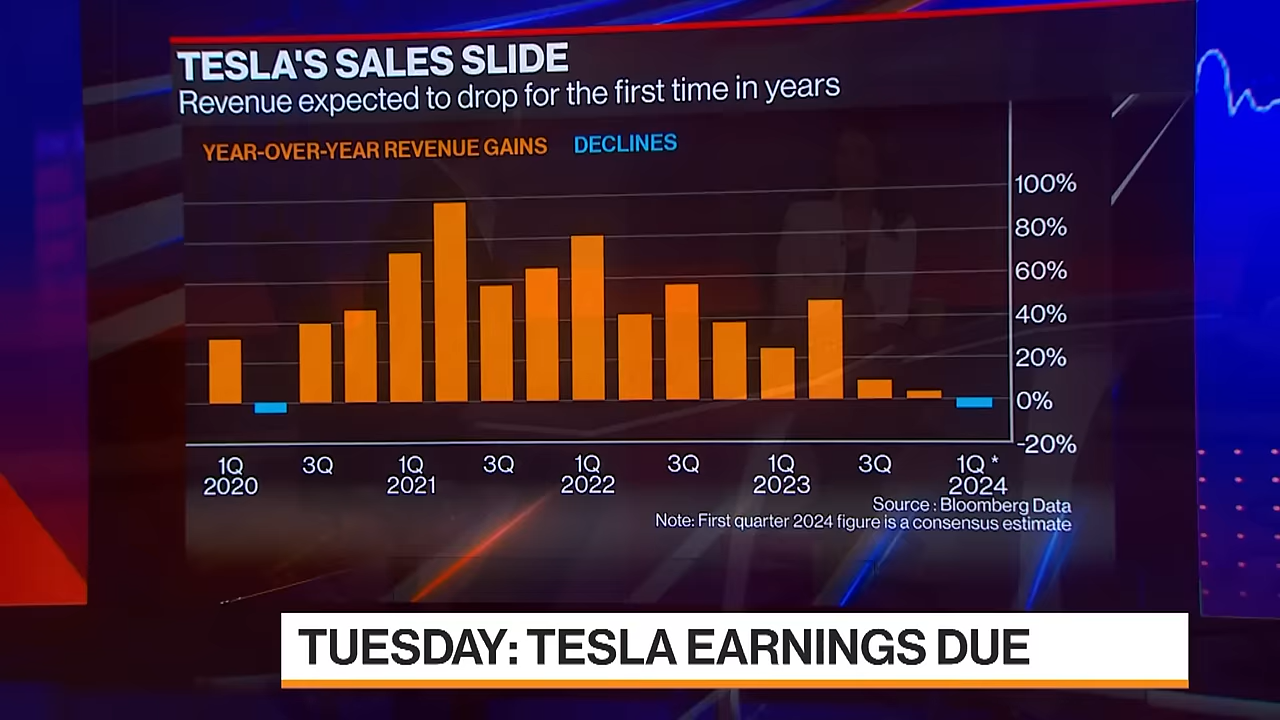 TESLA'S SALES SLIDE
Revenue expected to drop for the first time in years
YEAR-OVER-YEAR REVENUE GAINS DECLINES
100%
80%
60%
40%
20%
0%
-20%
1Q 3Q 1Q 3Q 1Q 3Q 1Q 3Q 1Q *
2020 2021 2022 2023 2024
Source : Bloomberg Data
Note: First quarter 2024 figure is a consensus estimate
TUESDAY: TESLA EARNINGS DUE